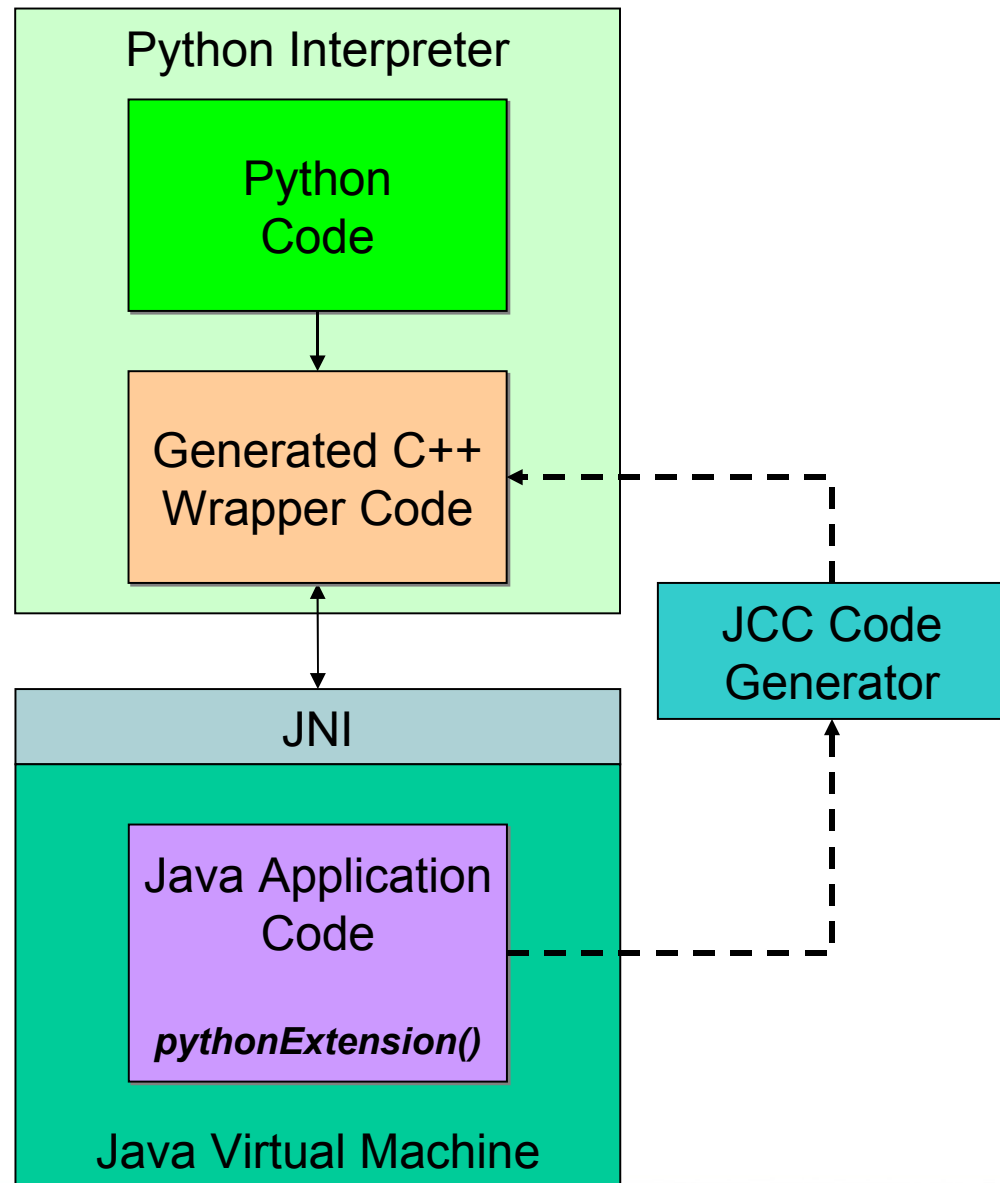 Python Interpreter
Python
Code
Generated C++
Wrapper Code
JCC Code
Generator
JNI
Java Application
Code
pythonExtension()
Java Virtual Machine